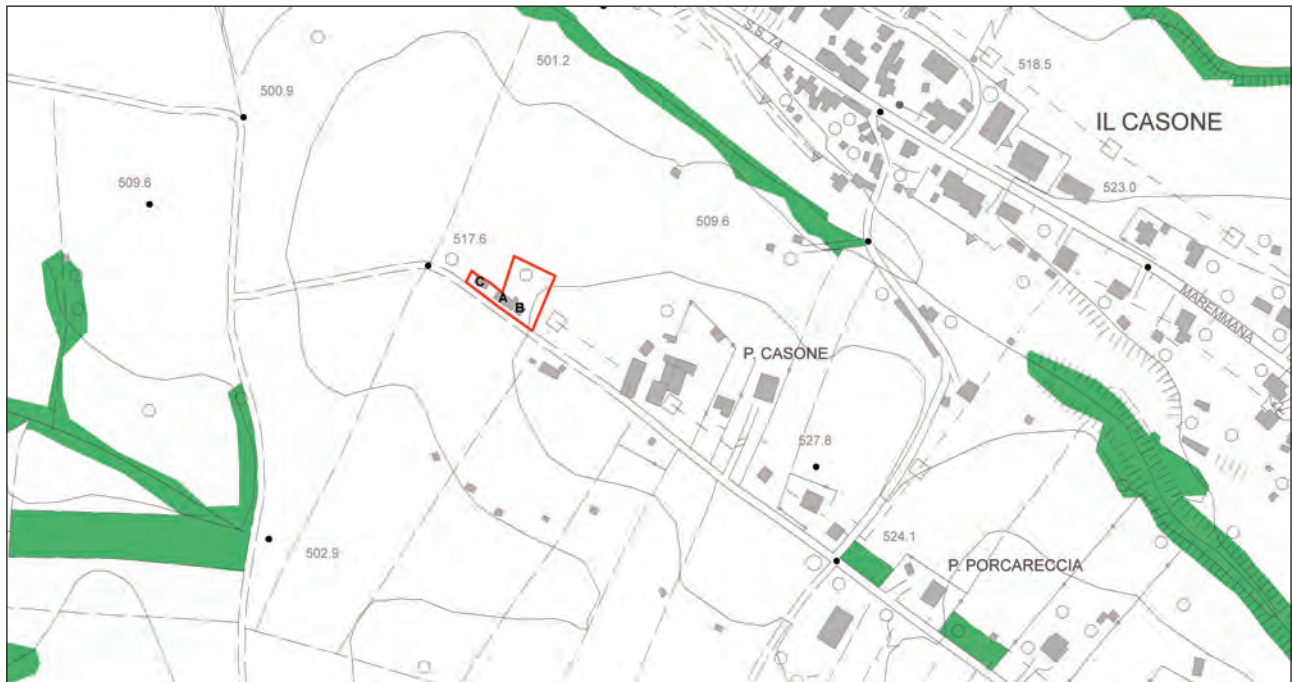 S.S. 74
501.2
518.5
500.9
IL CASONE
509.6
523.0
509.6
517.6
C
A
B
MAREMMANA
P. CASONE
527.8
524.1
502.9
P. PORCARECCIA